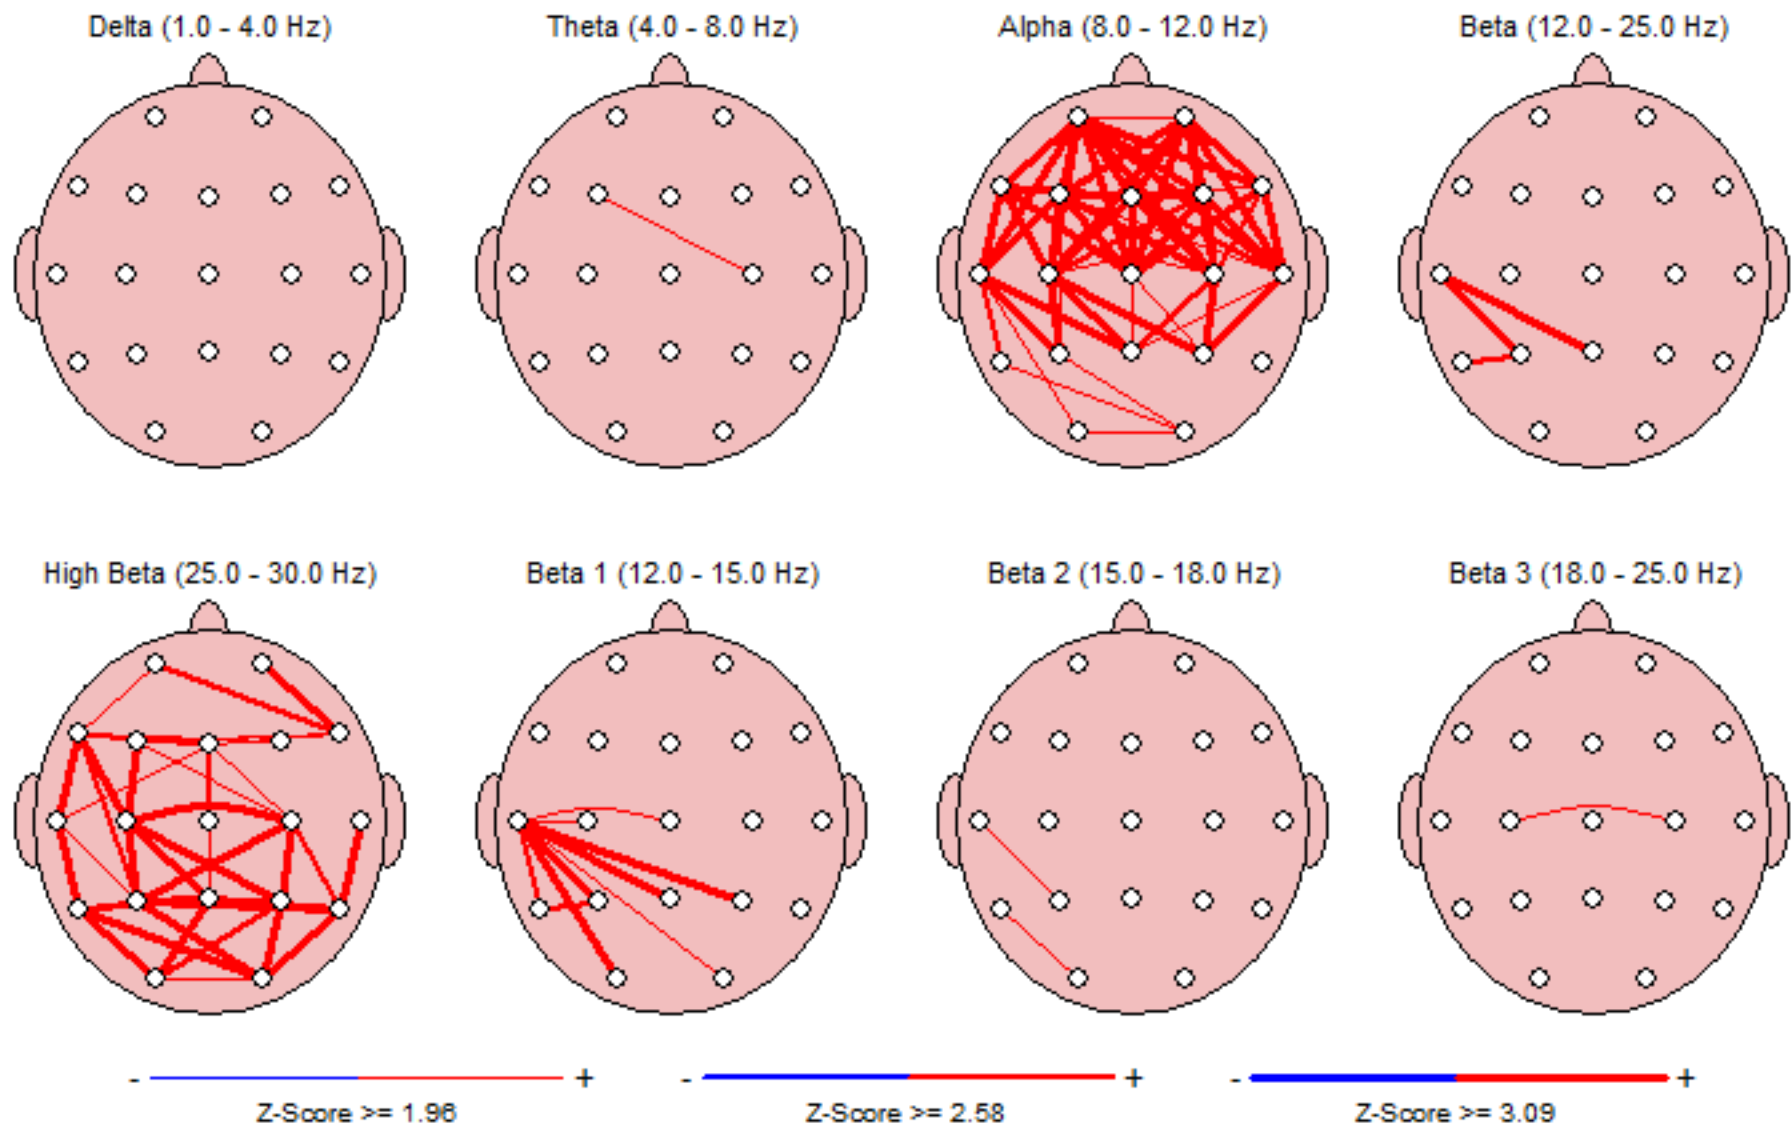 Delta (1.0 - 4.0 Hz) Theta (4.0 - 8.0 Hz) Alpha (8.0 - 12.0 Hz) Beta (12.0 - 25.0 Hz)
High Beta (25.0 - 30.0 Hz) Beta 1 (12.0 - 15.0 Hz) Beta 2 (15.0 - 18.0 Hz) Beta 3 (18.0 - 25.0 Hz)
- + - + - +
Z-Score >= 1.96 Z-Score >= 2.58 Z-Score >= 3.09